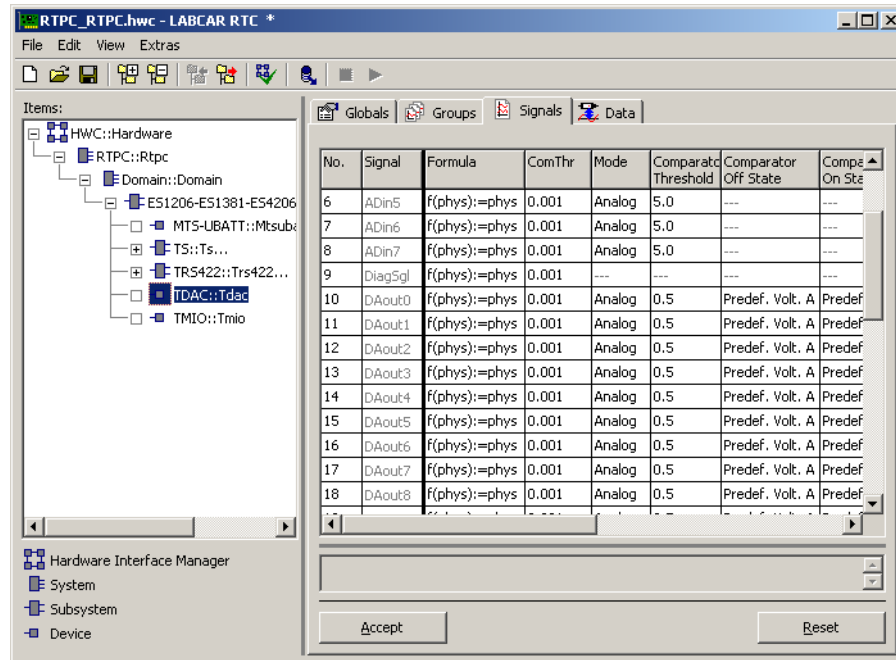 RTPC_RTPC.hwc - LABCAR RTC *
File Edit View Extras
Items:
HWC::Hardware
RTPC::Rtpc
Domain::Domain
ES1206-ES1381-ES4206
MTS-UBATT::Mtsuba
TS::Ts...
TRS422::Trs422...
TDAC::Tdac
TMIO::Tmio
Hardware Interface Manager
System
Subsystem
Device
Globals Groups Signals Data
No. Signal Formula ComThr Mode Comparato Threshold Comparator Off State Compa On Sta
6 ADin5 f(phys):=phys 0.001 Analog 5.0 --- ---
7 ADin6 f(phys):=phys 0.001 Analog 5.0 --- ---
8 ADin7 f(phys):=phys 0.001 Analog 5.0 --- ---
9 DiagSgl f(phys):=phys 0.001 --- --- --- ---
10 DAout0 f(phys):=phys 0.001 Analog 0.5 Predef. Volt. A Predef
11 DAout1 f(phys):=phys 0.001 Analog 0.5 Predef. Volt. A Predef
12 DAout2 f(phys):=phys 0.001 Analog 0.5 Predef. Volt. A Predef
13 DAout3 f(phys):=phys 0.001 Analog 0.5 Predef. Volt. A Predef
14 DAout4 f(phys):=phys 0.001 Analog 0.5 Predef. Volt. A Predef
15 DAout5 f(phys):=phys 0.001 Analog 0.5 Predef. Volt. A Predef
16 DAout6 f(phys):=phys 0.001 Analog 0.5 Predef. Volt. A Predef
17 DAout7 f(phys):=phys 0.001 Analog 0.5 Predef. Volt. A Predef
18 DAout8 f(phys):=phys 0.001 Analog 0.5 Predef. Volt. A Predef
Accept Reset